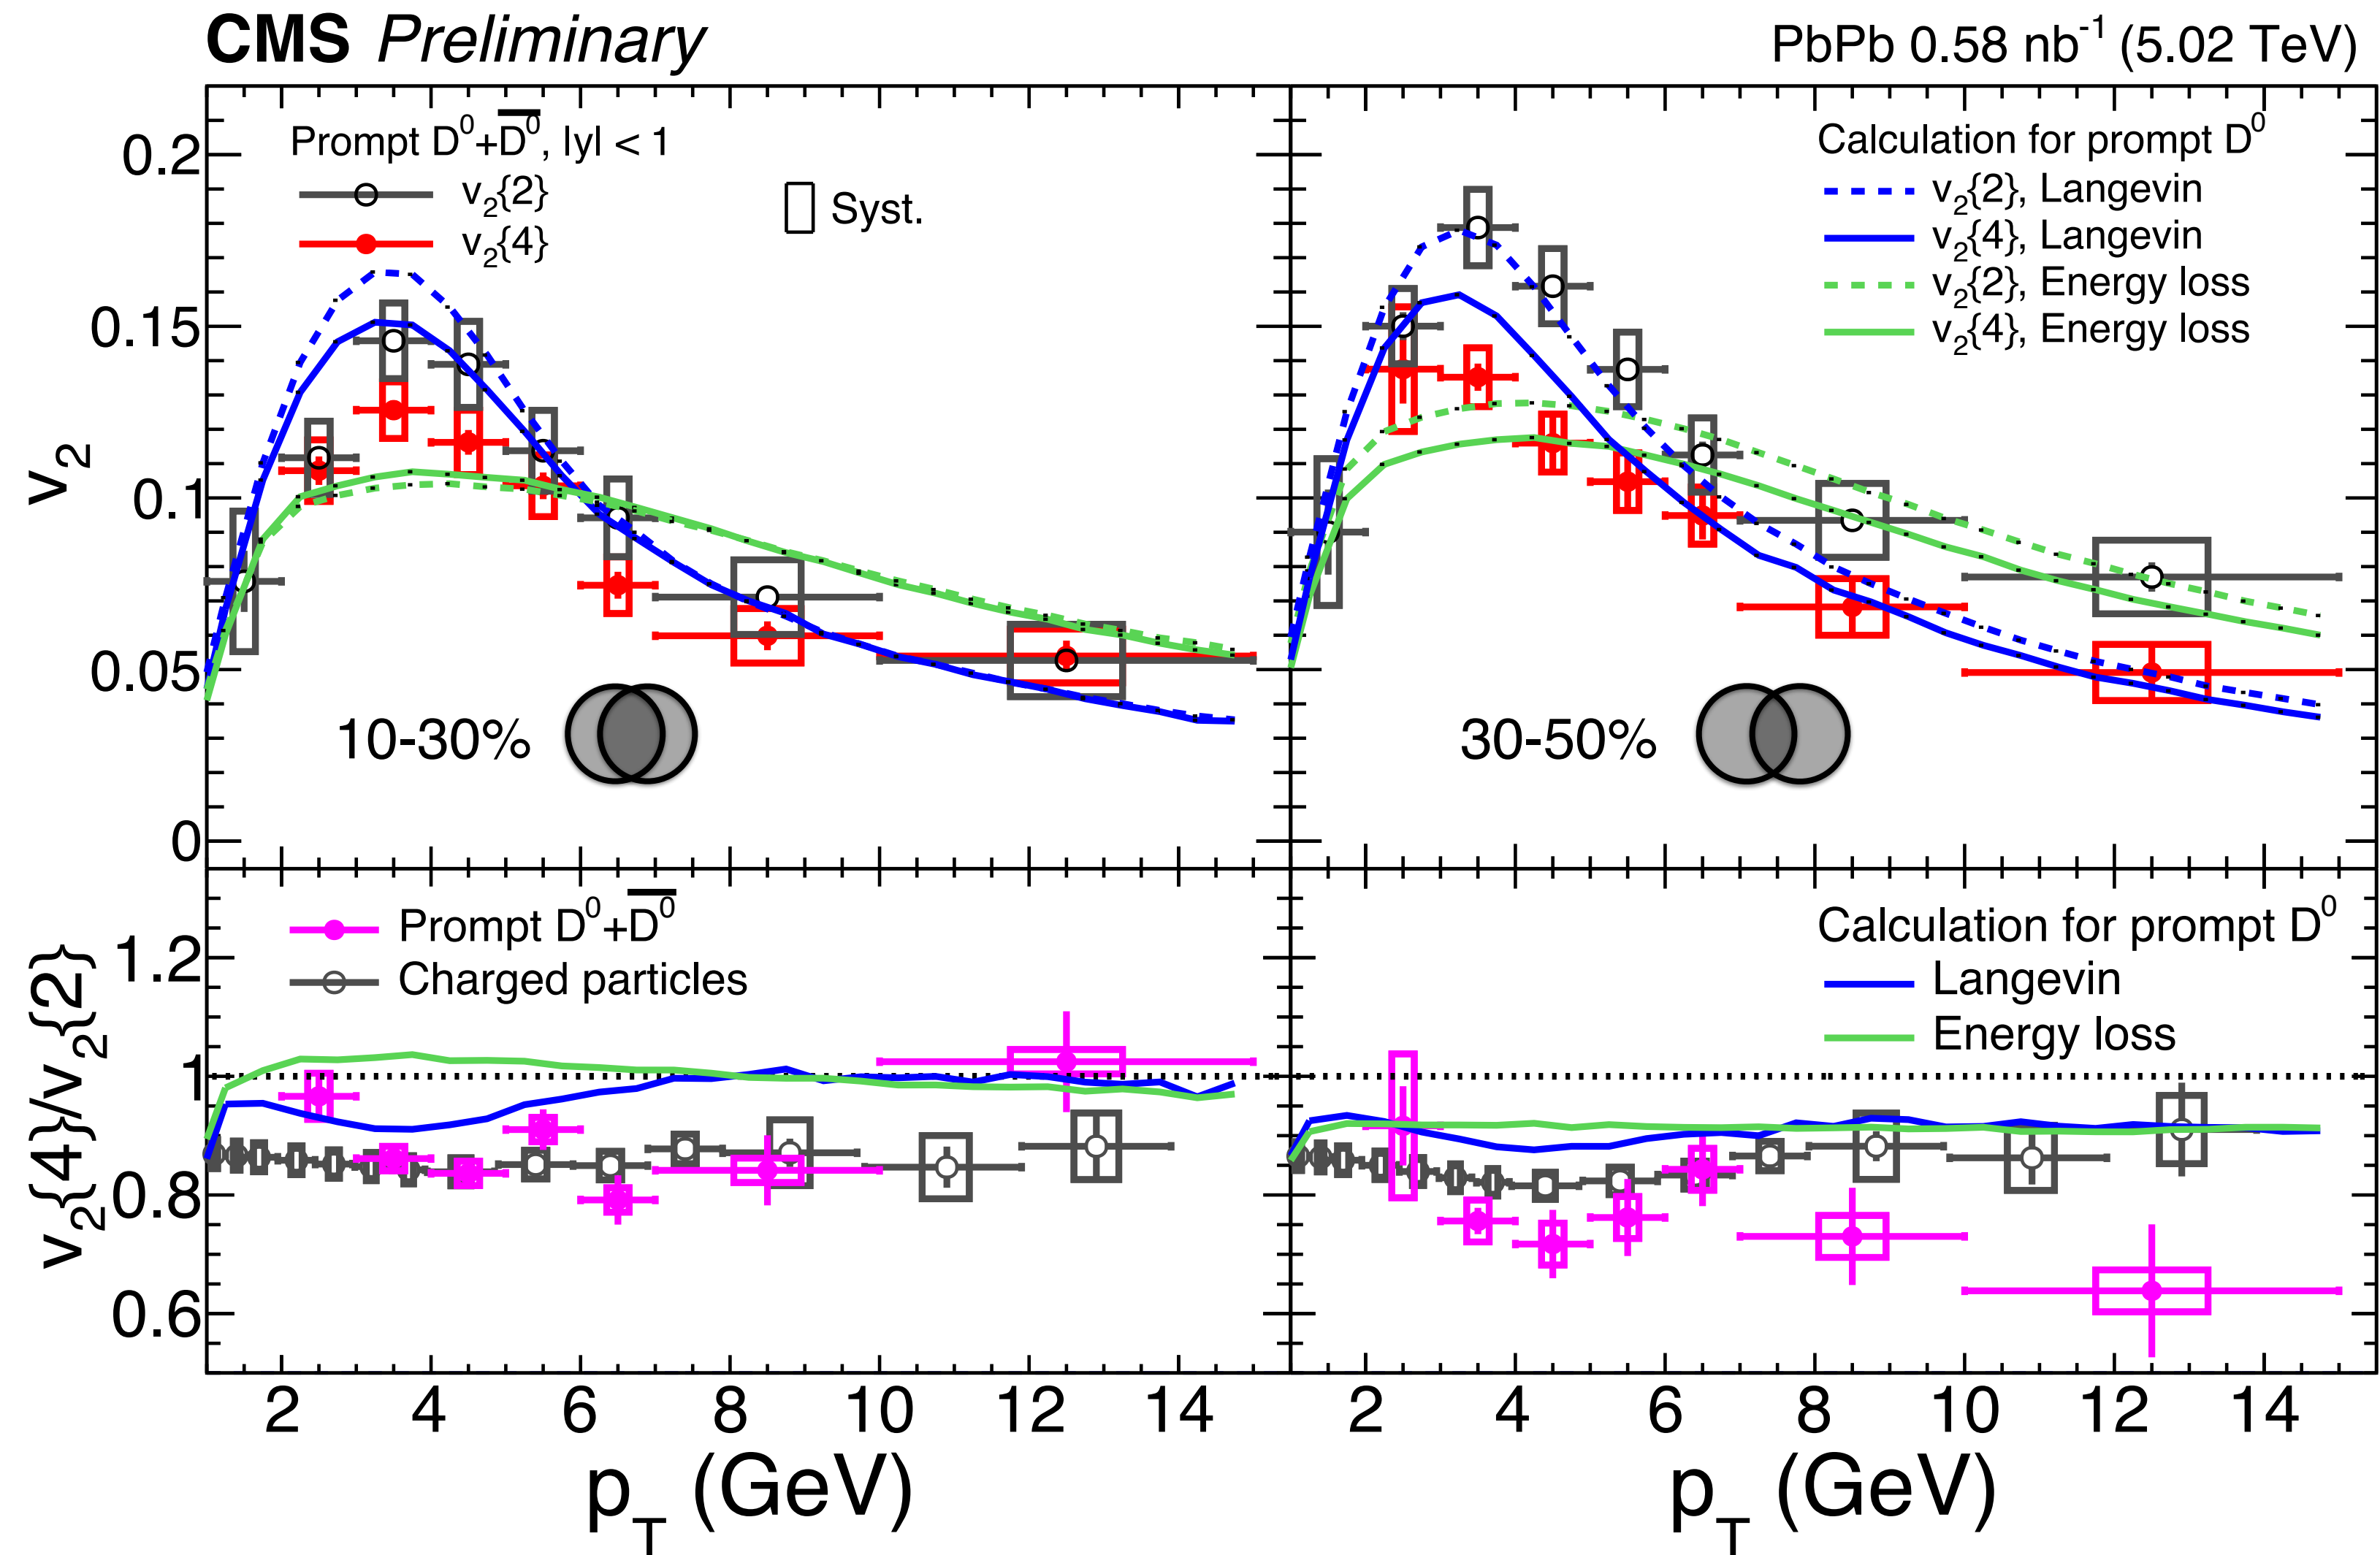 CMS Preliminary
PbPb 0.58 nb⁻¹ (5.02 TeV)
v₂
0.2
0.15
0.1
0.05
0
Prompt D⁰+D̅⁰, |y| < 1
v₂{2}
v₂{4}
Syst.
10-30%
Calculation for prompt D⁰
v₂{2}, Langevin
v₂{4}, Langevin
v₂{2}, Energy loss
v₂{4}, Energy loss
30-50%
v₂{4}/v₂{2}
1.2
1
0.8
0.6
Prompt D⁰+D̅⁰
Charged particles
Calculation for prompt D⁰
Langevin
Energy loss
2 4 6 8 10 12 14
2 4 6 8 10 12 14
p_T (GeV)
p_T (GeV)